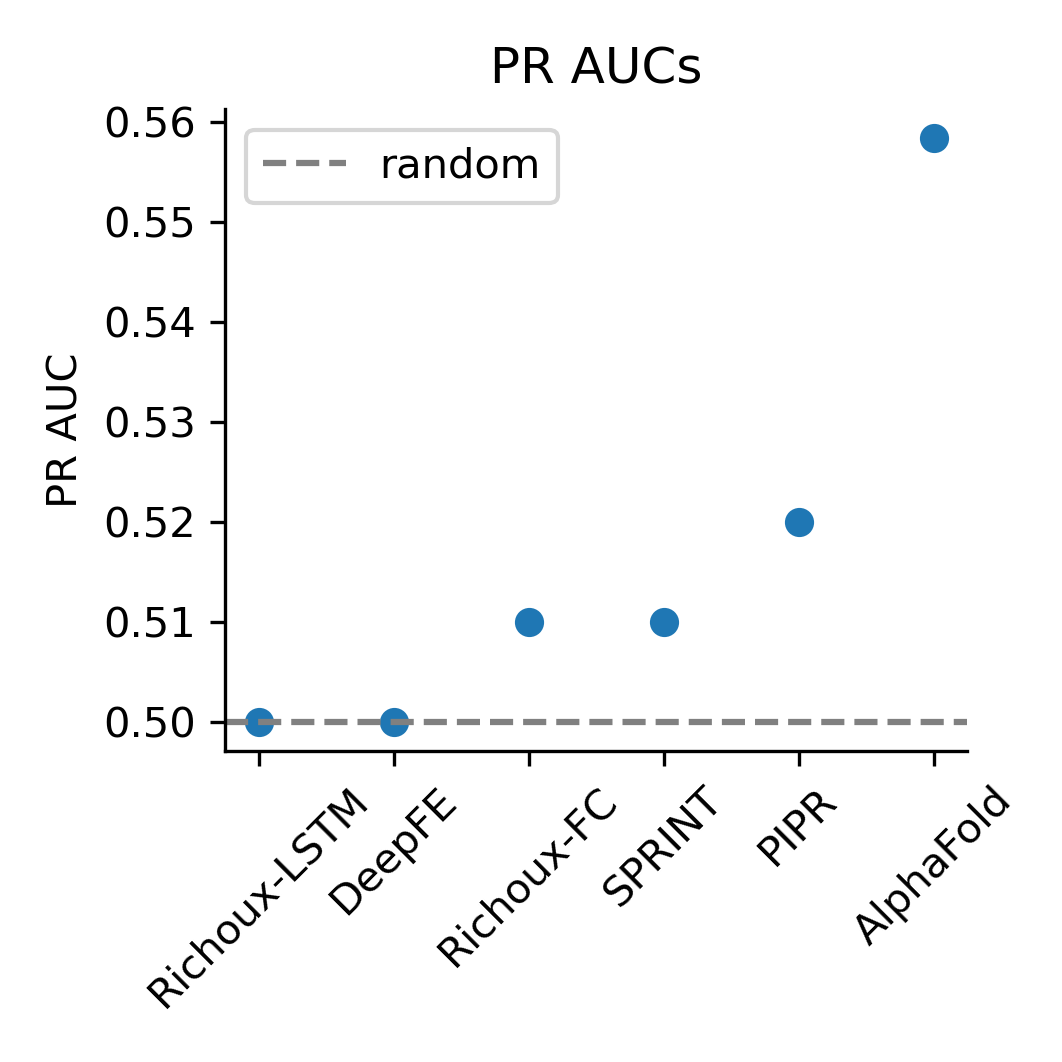 PR AUCs
random
PR AUC
0.56
0.55
0.54
0.53
0.52
0.51
0.50
Richoux-LSTM
DeepFE
Richoux-FC
SPRINT
PIPR
AlphaFold